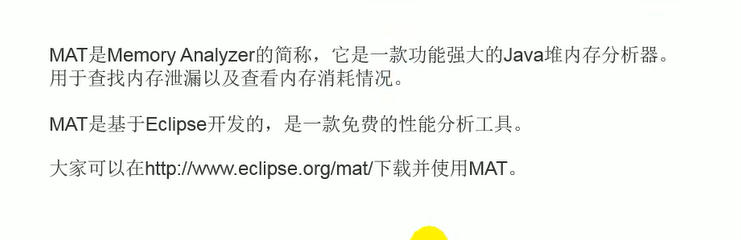 MAT是Memory Analyzer的简称，它是一款功能强大的Java堆内存分析器。
用于查找内存泄漏以及查看内存消耗情况。
MAT是基于Eclipse开发的，是一款免费的性能分析工具。
大家可以在http://www.eclipse.org/mat/下载并使用MAT。